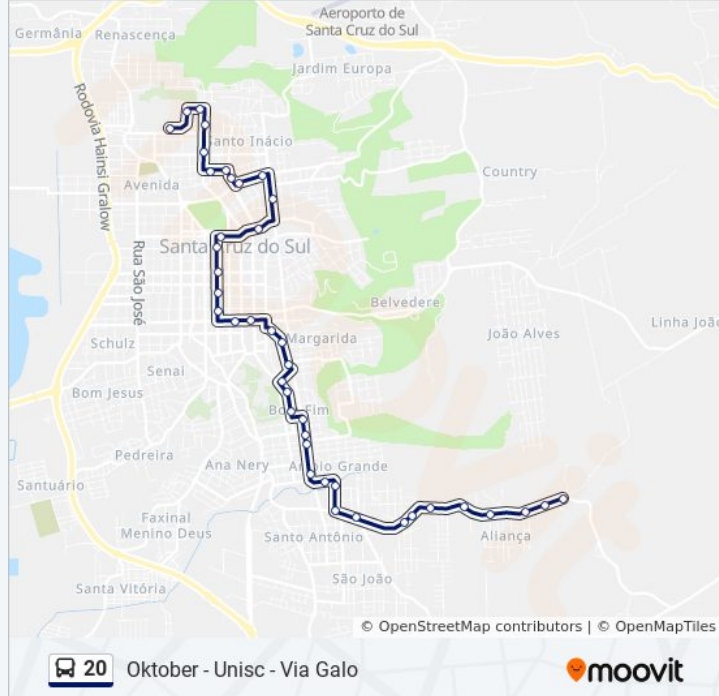 Aeroporto de
Santa Cruz do Sul
Germânia
Renascença
Jardim Europa
Rodovia Hainsi Gralow
Santo Inácio
Country
Avenida
Santa Cruz do Sul
Rua São José
Belvedere
Linha João
João Alves
Margarida
Schulz
Senai
Bom Jesus
Bom Fim
Pedreira
Ana Nery
Arroio Grande
Santuário
Faxinal
Menino Deus
Santo Antônio
Aliança
São João
Santa Vitória
© OpenStreetMap contributors | © OpenMapTiles
20 Oktober - Unisc - Via Galo
moovit